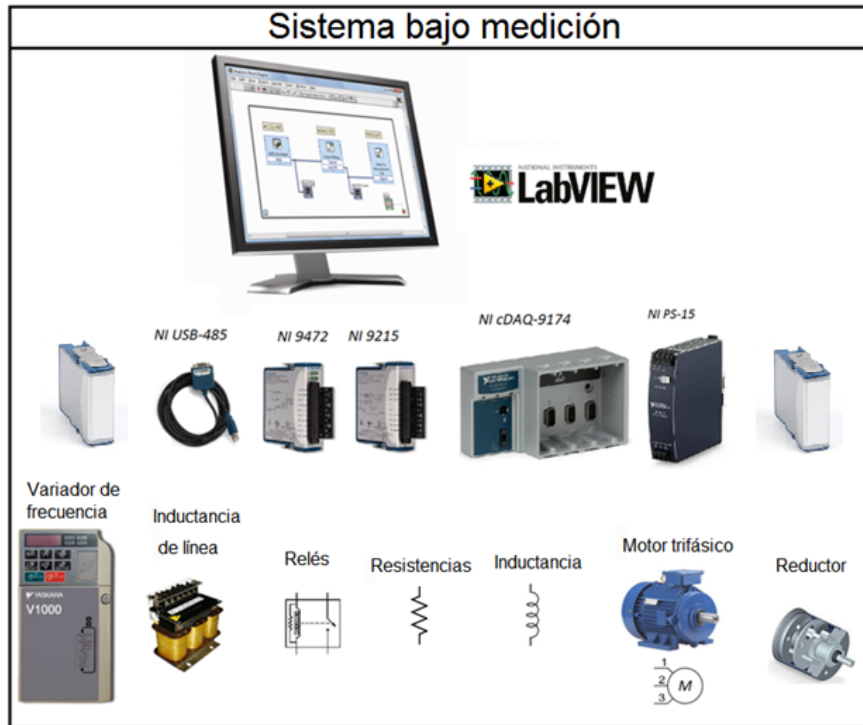 Sistema bajo medición
NATIONAL INSTRUMENTS
LabVIEW
NI USB-485
NI 9472
NI 9215
NI cDAQ-9174
NI PS-15
Variador de
frecuencia
Inductancia
de línea
Relés
Resistencias
Inductancia
Motor trifásico
Reductor
YASKAWA
V1000
1
2
3
M